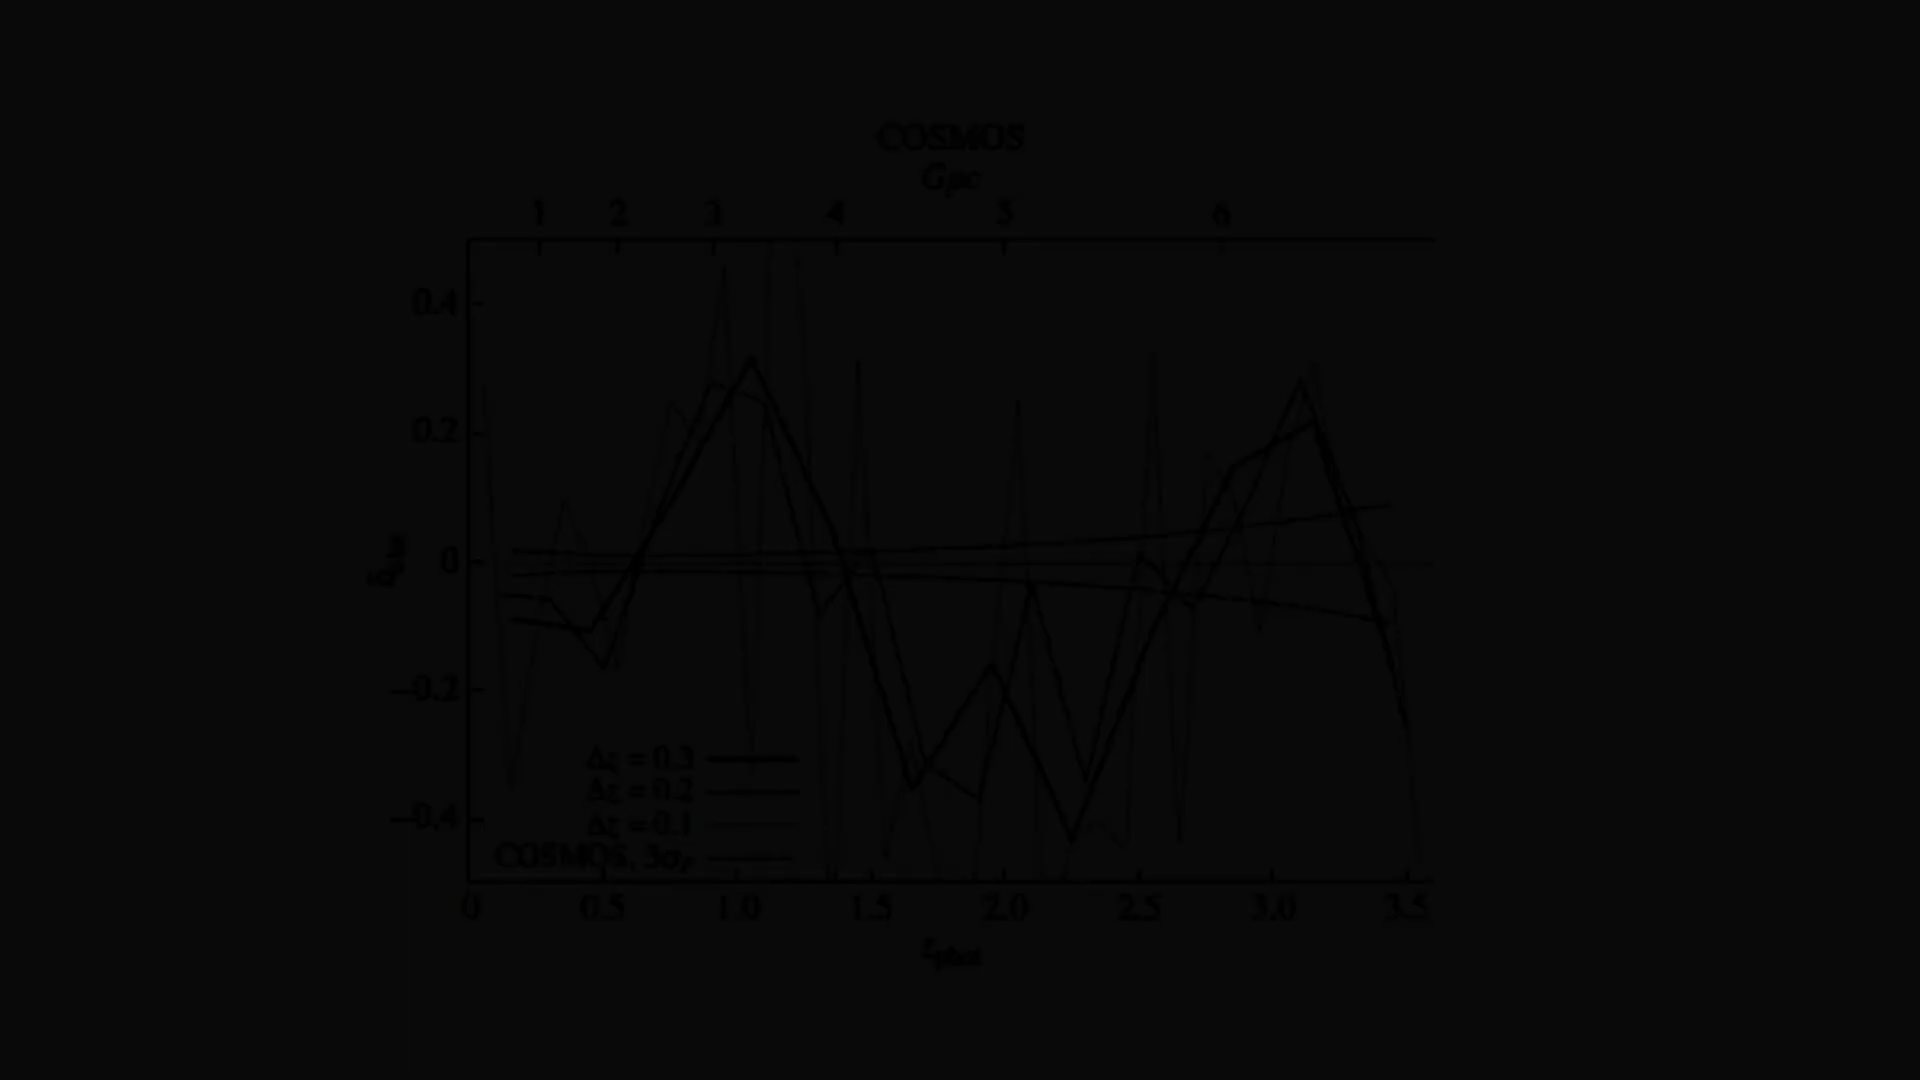 COSMOS
Gpc
1 2 3 4 5 6
0.4
0.2
0
−0.2
−0.4
Δz = 0.3
Δz = 0.2
Δz = 0.1
COSMOS, 3σ
0 0.5 1.0 1.5 2.0 2.5 3.0 3.5
z phot